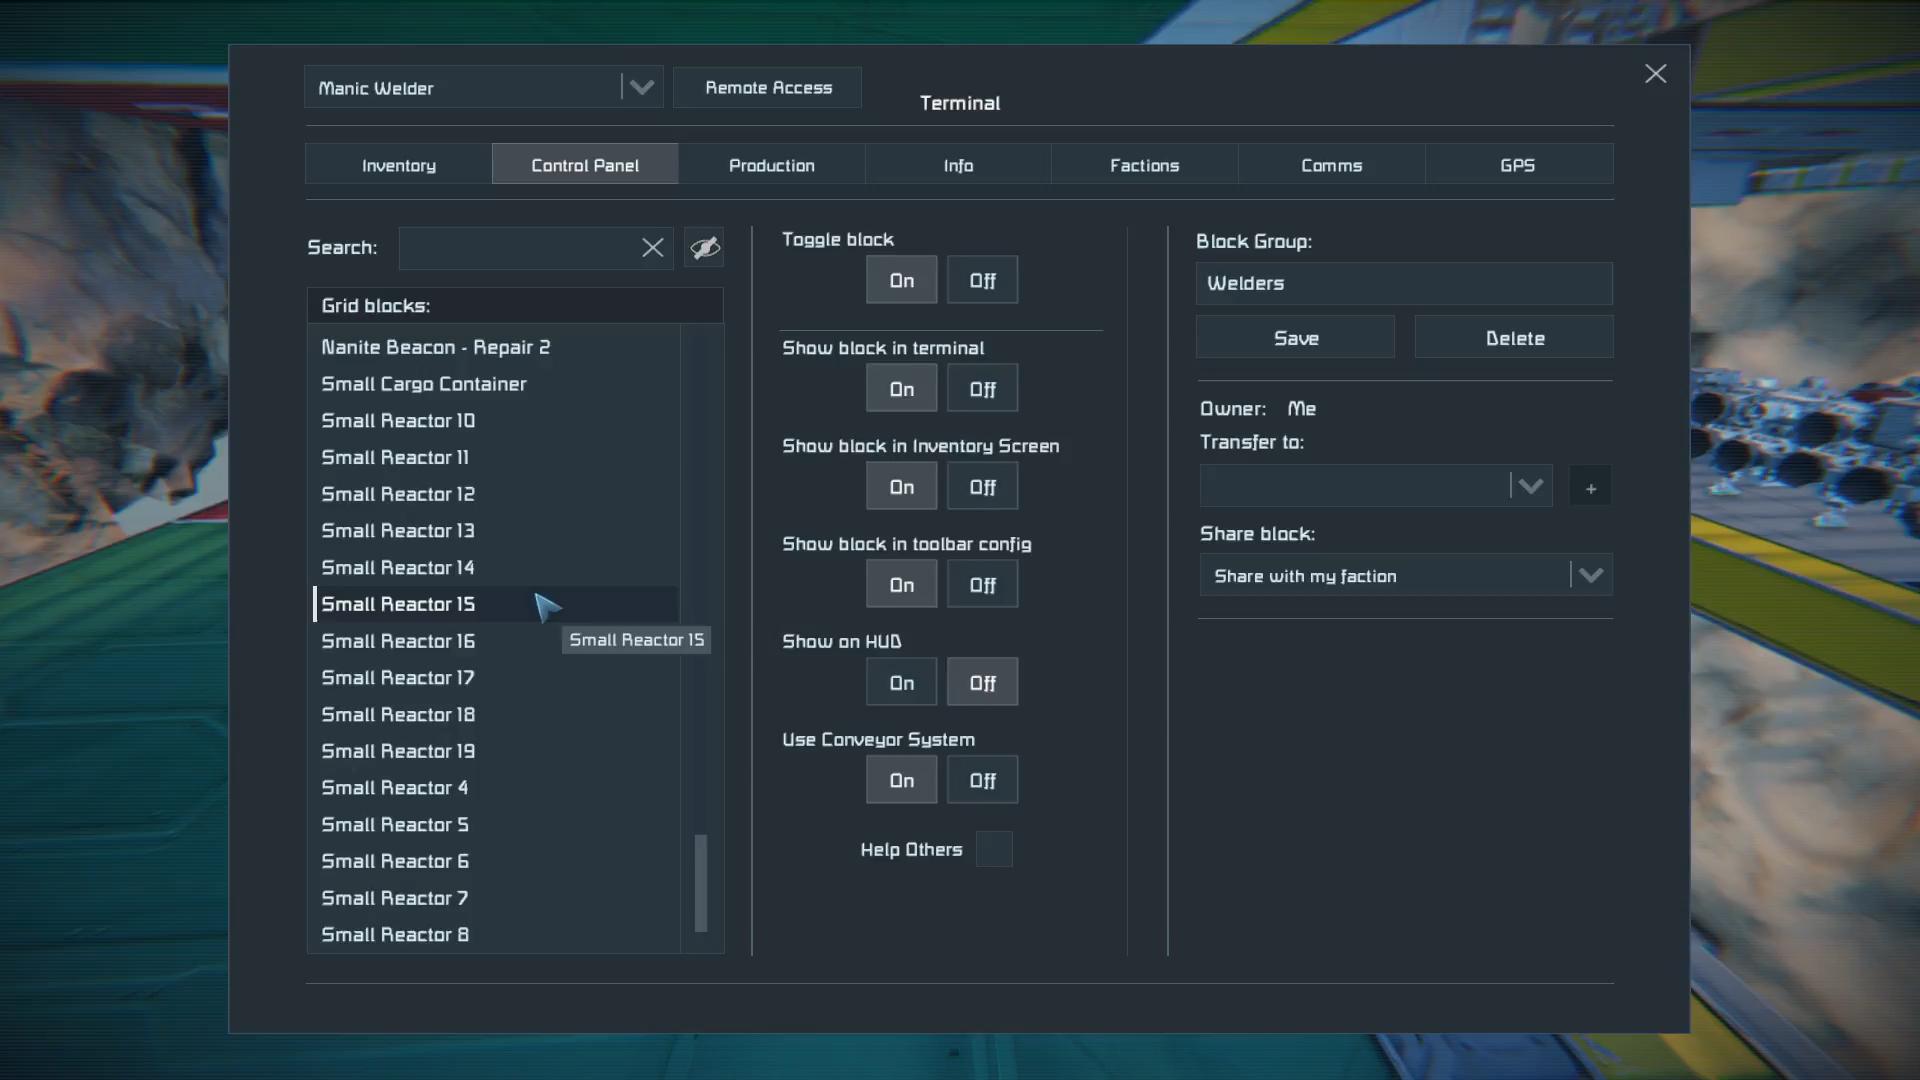 Manic Welder
Remote Access
Terminal
Inventory
Control Panel
Production
Info
Factions
Comms
GPS
Search:
Grid blocks:
Nanite Beacon - Repair 2
Small Cargo Container
Small Reactor 10
Small Reactor 11
Small Reactor 12
Small Reactor 13
Small Reactor 14
Small Reactor 15
Small Reactor 15
Small Reactor 16
Small Reactor 17
Small Reactor 18
Small Reactor 19
Small Reactor 4
Small Reactor 5
Small Reactor 6
Small Reactor 7
Small Reactor 8
Toggle block
On Off
Show block in terminal
On Off
Show block in Inventory Screen
On Off
Show block in toolbar config
On Off
Show on HUD
On Off
Use Conveyor System
On Off
Help Others
Block Group:
Welders
Save
Delete
Owner: Me
Transfer to:
+
Share block:
Share with my faction